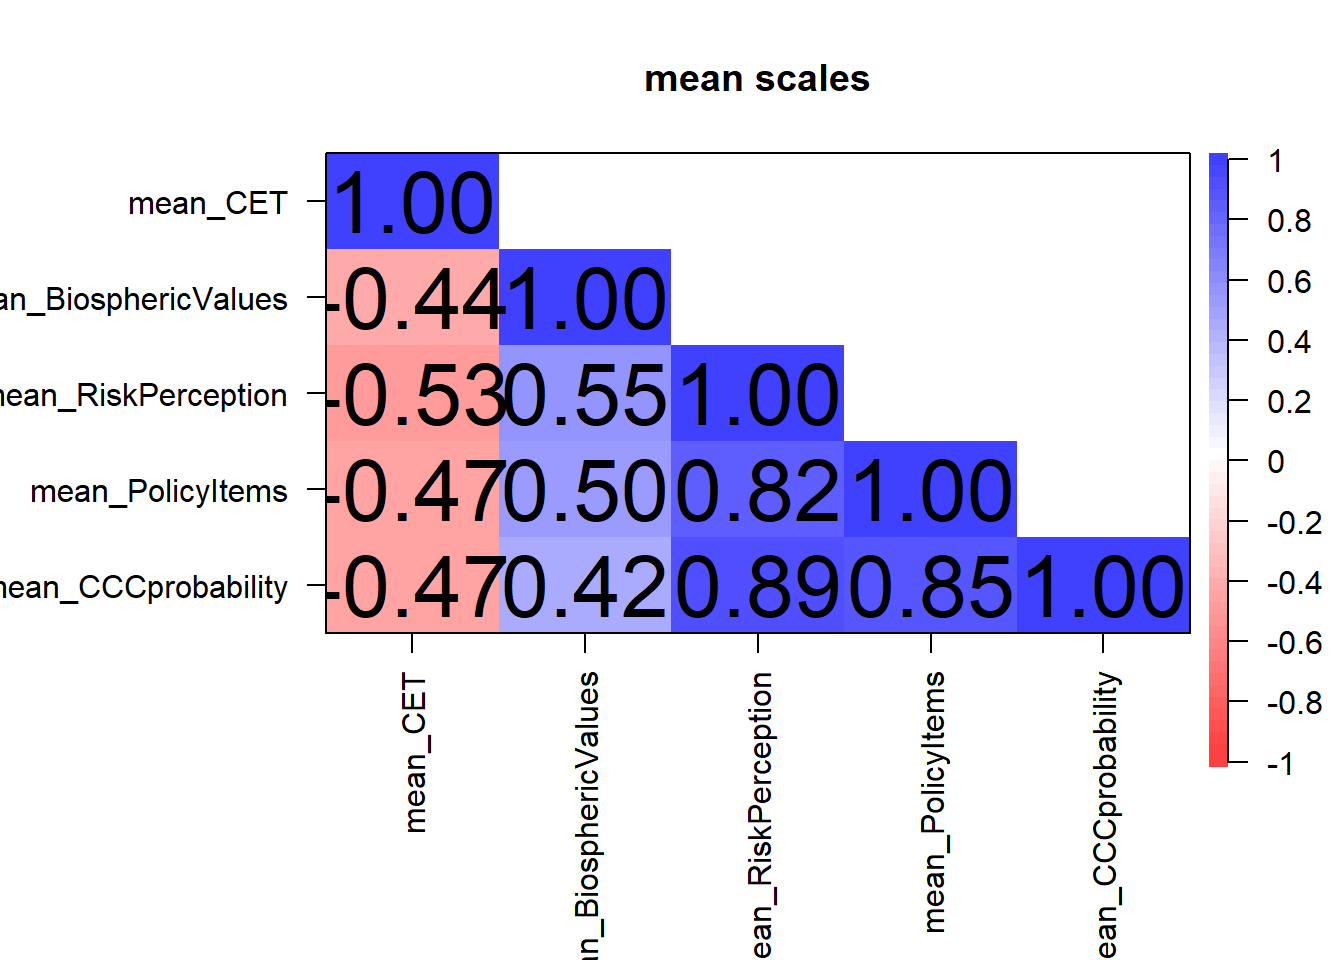 mean scales
mean_CET
1.00
an_BiosphericValues
-0.44 1.00
ean_RiskPerception
-0.53 0.55 1.00
mean_PolicyItems
-0.47 0.50 0.82 1.00
ean_CCCprobability
-0.47 0.42 0.89 0.85 1.00
1
0.8
0.6
0.4
0.2
0
-0.2
-0.4
-0.6
-0.8
-1
mean_CET
n_BiosphericValues
ean_RiskPerception
mean_PolicyItems
ean_CCCprobability